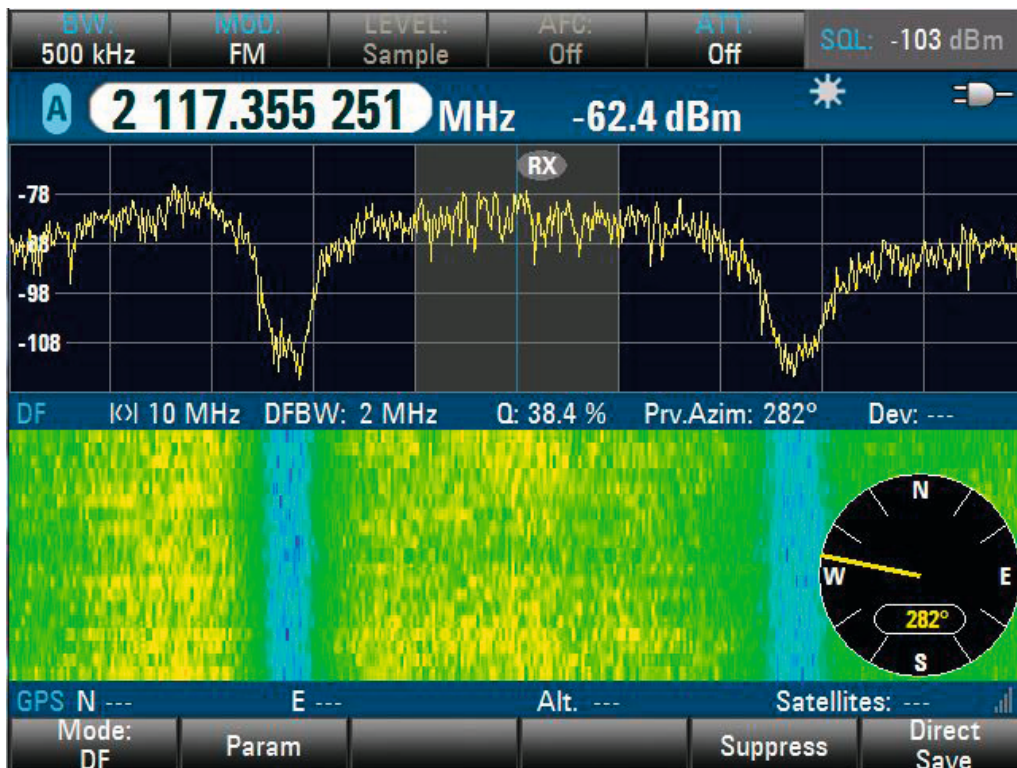 BW: MOD: LEVEL: AFC: ATT: SQL: -103 dBm
500 kHz FM Sample Off Off
A 2 117.355 251 MHz -62.4 dBm
RX
-78
-88
-98
-108
DF 10 MHz DFBW: 2 MHz Q: 38.4 % Prv.Azim: 282° Dev: ---
N
W E
282°
S
GPS N --- E --- Alt. --- Satellites: ---
Mode: Direct
DF Param Suppress Save